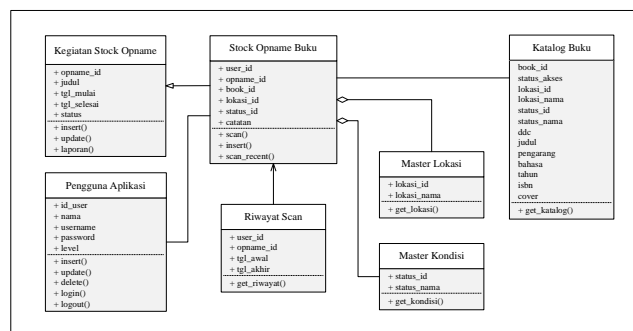 Kegiatan Stock Opname
+ opname_id
+ judul
+ tgl_mulai
+ tgl_selesai
+ status
+ insert()
+ update()
+ laporan()
Pengguna Aplikasi
+ id_user
+ nama
+ username
+ password
+ level
+ insert()
+ update()
+ delete()
+ login()
+ logout()
Stock Opname Buku
+ user_id
+ opname_id
+ book_id
+ lokasi_id
+ status_id
+ catatan
+ scan()
+ insert()
+ scan_recent()
Riwayat Scan
+ user_id
+ opname_id
+ tgl_awal
+ tgl_akhir
+ get_riwayat()
Master Lokasi
+ lokasi_id
+ lokasi_nama
+ get_lokasi()
Master Kondisi
+ status_id
+ status_nama
+ get_kondisi()
Katalog Buku
book_id
status_akses
lokasi_id
lokasi_nama
status_id
status_nama
ddc
judul
pengarang
bahasa
tahun
isbn
cover
+ get_katalog()